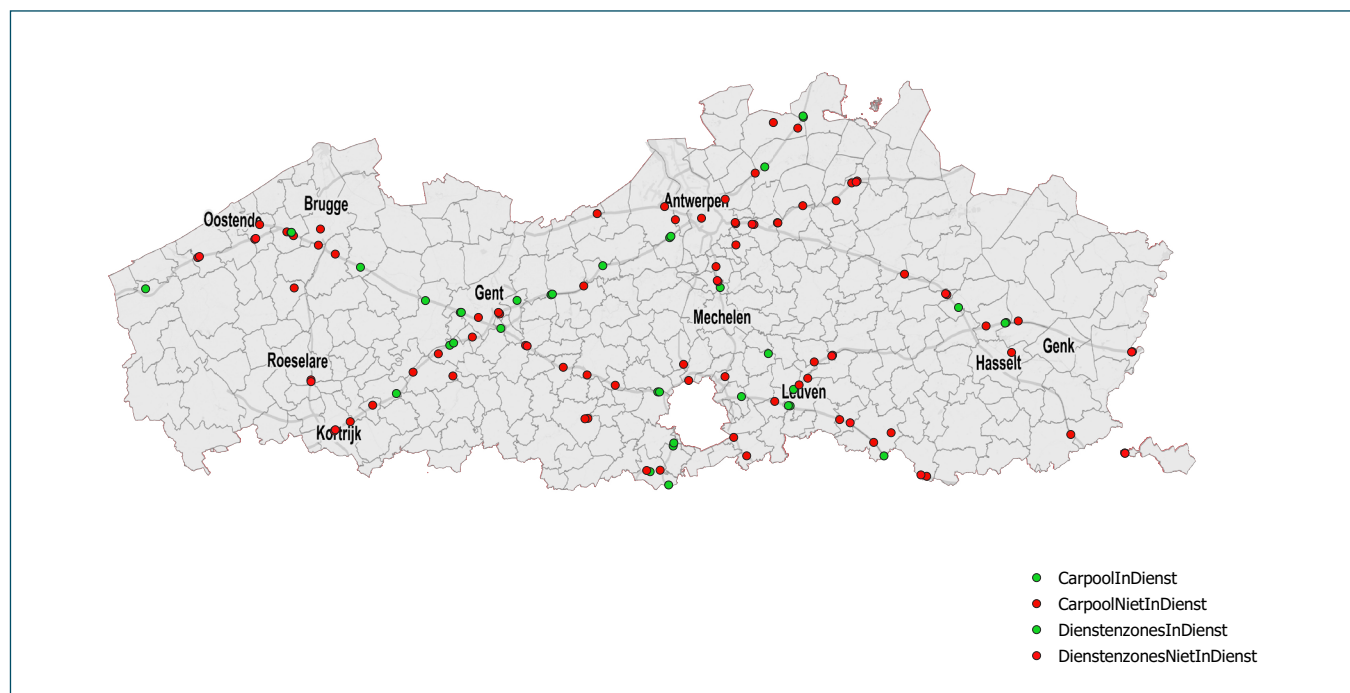 Brugge
Oostende
Antwerpen
Gent
Mechelen
Roeselare
Hasselt
Genk
Leuven
Kortrijk
CarpoolInDienst
CarpoolNietInDienst
DienstenzonesInDienst
DienstenzonesNietInDienst